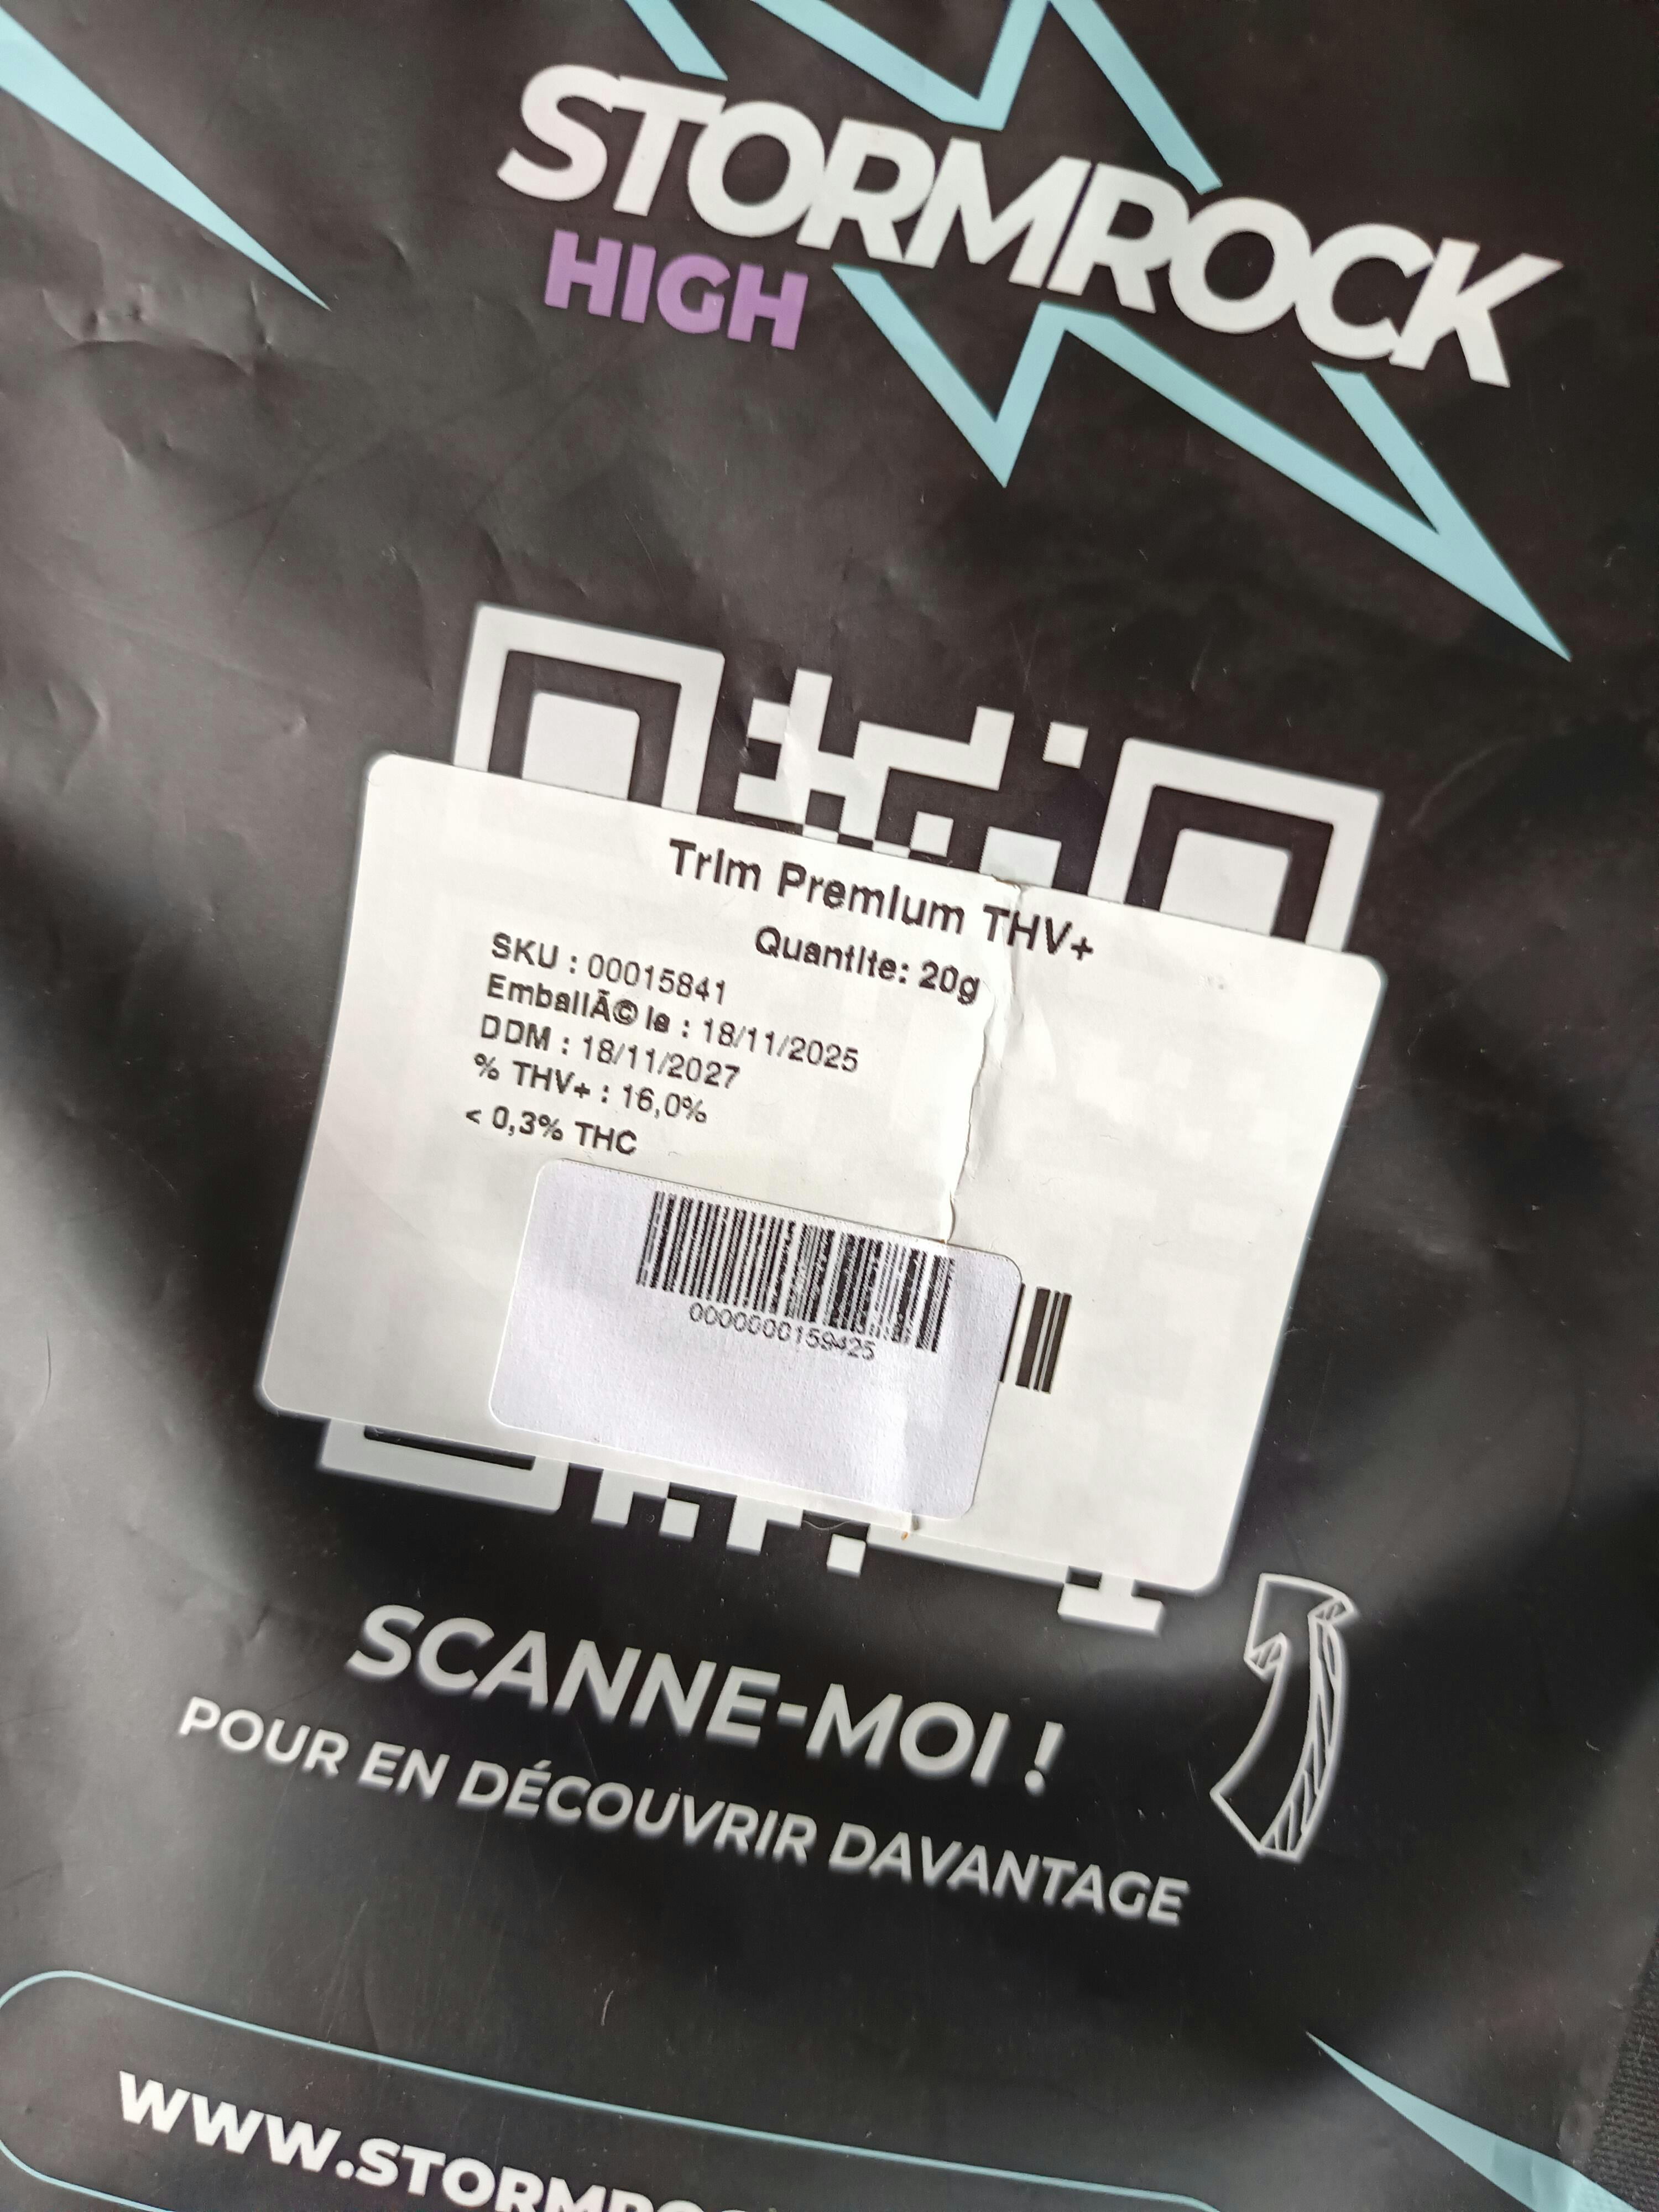 STORMROCK
HIGH
TrIm PremIum THV+
QuantIte: 20g
SKU : 00015841
EmballÃ© le : 18/11/2025
DDM : 18/11/2027
% THV+ : 16,0%
< 0,3% THC
0000000159425
SCANNE-MOI !
POUR EN DÉCOUVRIR DAVANTAGE